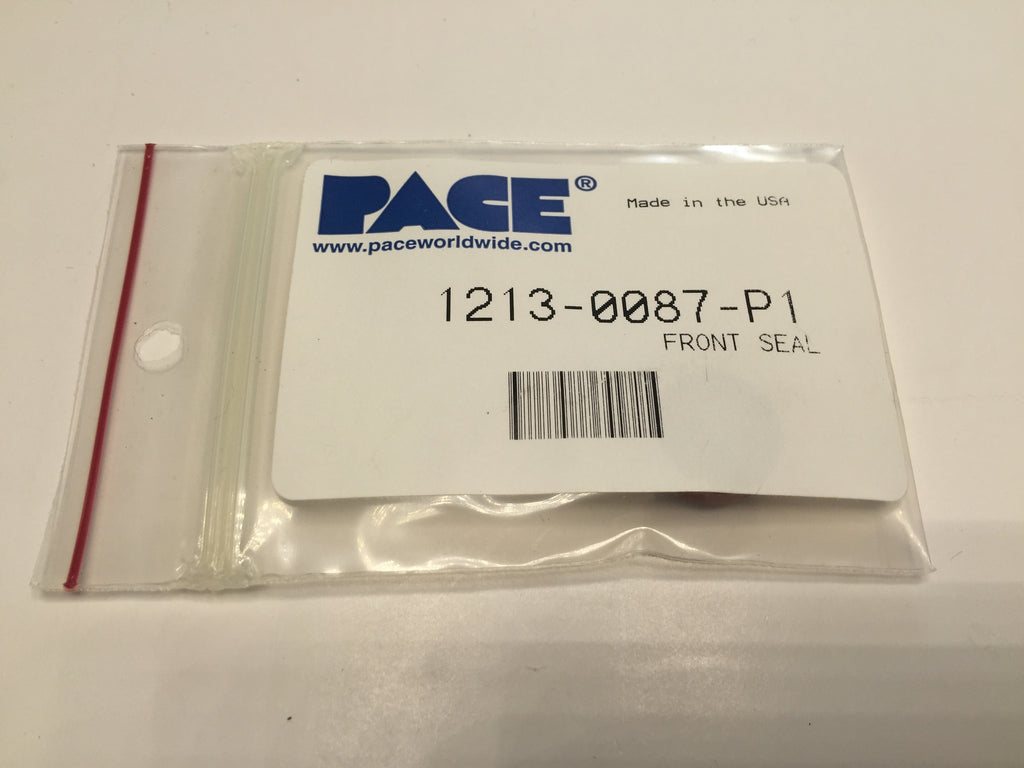 PACE®
Made in the USA
www.paceworldwide.com
1213-0087-P1
FRONT SEAL